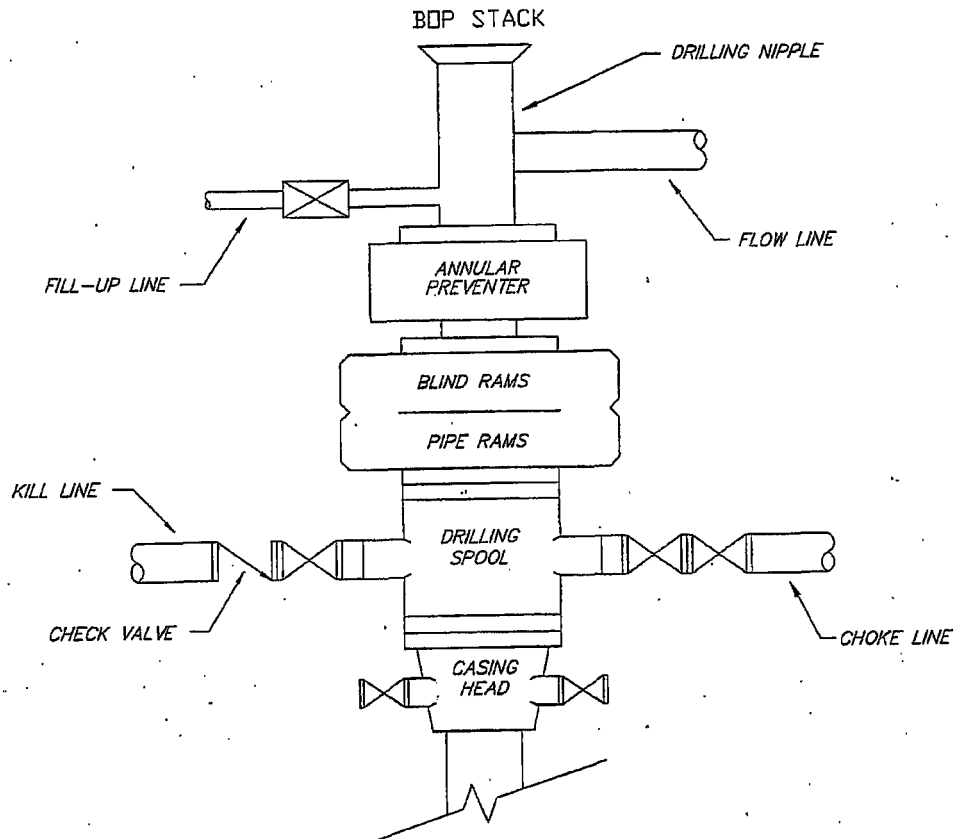 BOP STACK
DRILLING NIPPLE
FLOW LINE
FILL-UP LINE
ANNULAR
PREVENTER
BLIND RAMS
PIPE RAMS
KILL LINE
DRILLING
SPOOL
CHECK VALVE
CHOKE LINE
CASING
HEAD